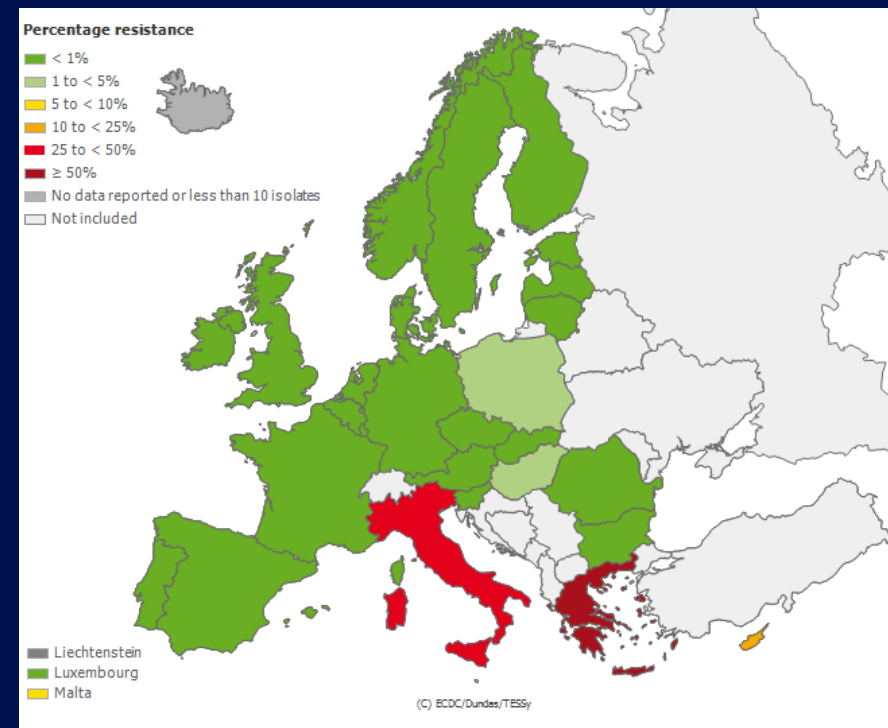 Percentage resistance
< 1%
1 to < 5%
5 to < 10%
10 to < 25%
25 to < 50%
≥ 50%
No data reported or less than 10 isolates
Not included
Liechtenstein
Luxembourg
Malta
(C) ECDC/Dundas/TESSy